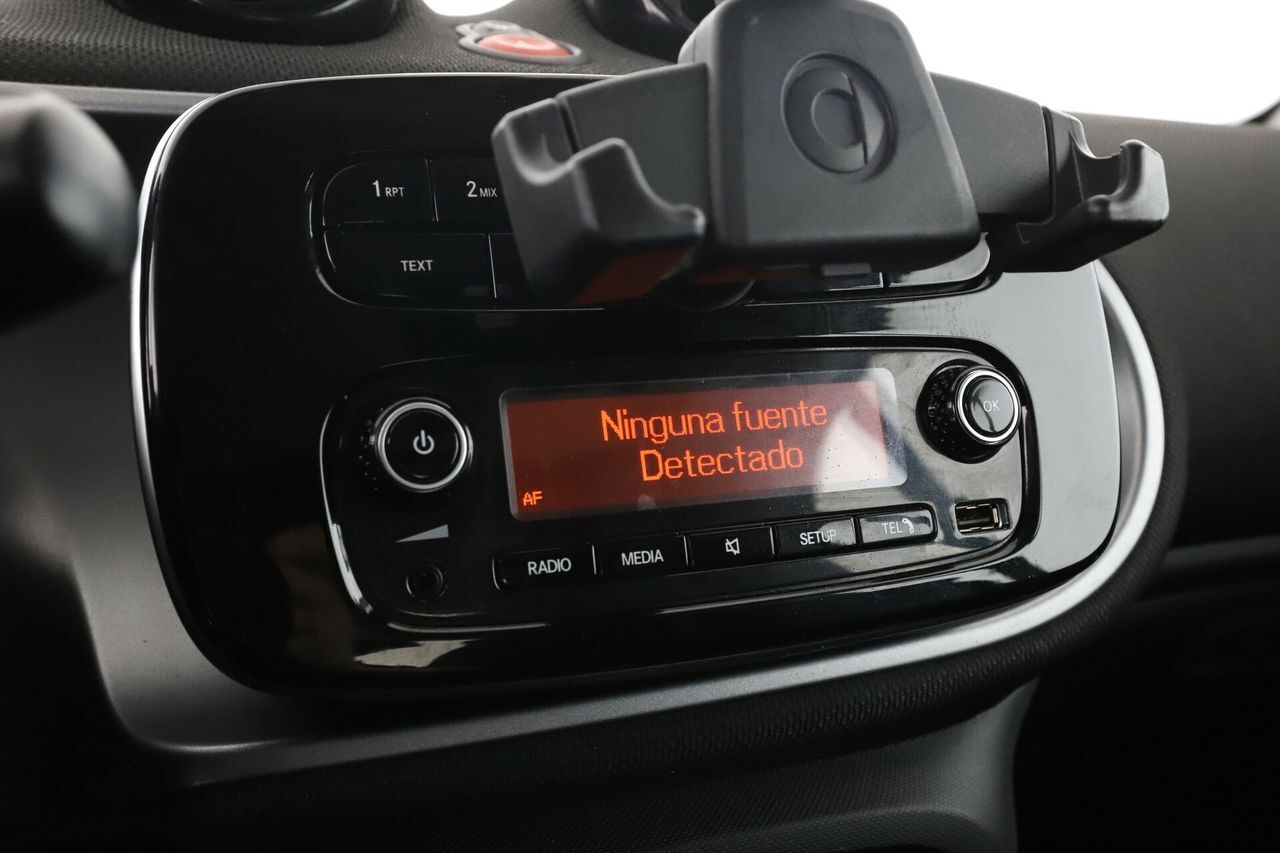 1 RPT
2 MIX
TEXT
Ninguna fuente
Detectado
AF
OK
RADIO
MEDIA
SETUP
TEL